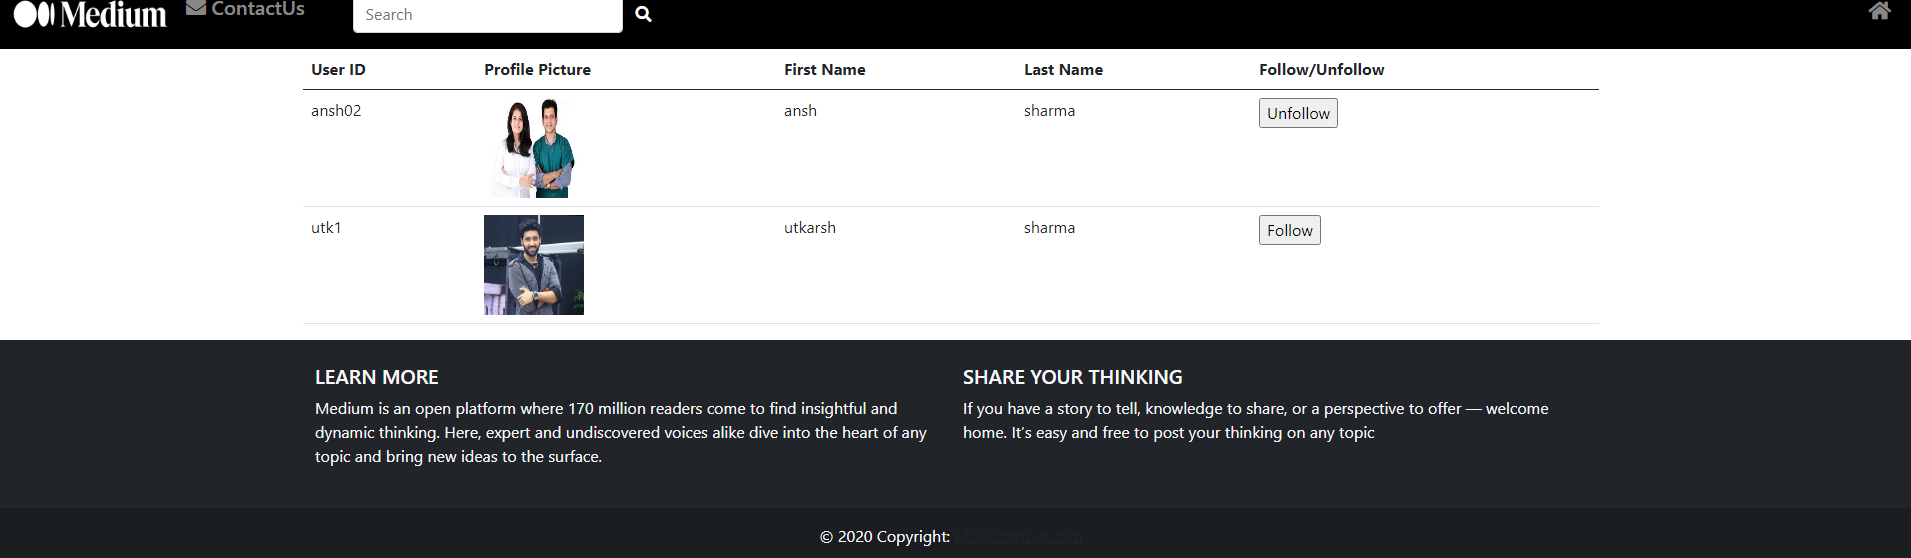 Medium ContactUs Search
User ID Profile Picture First Name Last Name Follow/Unfollow
ansh02 ansh sharma Unfollow
utk1 utkarsh sharma Follow
LEARN MORE
Medium is an open platform where 170 million readers come to find insightful and
dynamic thinking. Here, expert and undiscovered voices alike dive into the heart of any
topic and bring new ideas to the surface.
SHARE YOUR THINKING
If you have a story to tell, knowledge to share, or a perspective to offer — welcome
home. It’s easy and free to post your thinking on any topic
© 2020 Copyright: MDBootstrap.com